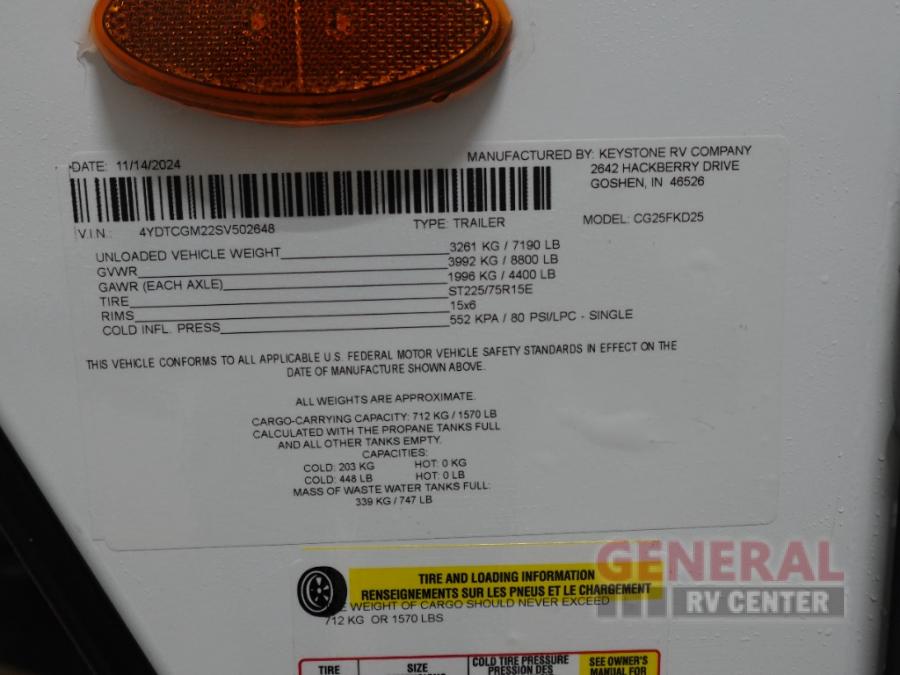 DATE: 11/14/2024
MANUFACTURED BY: KEYSTONE RV COMPANY
2642 HACKBERRY DRIVE
GOSHEN, IN 46526
V.I.N.: 4YDTCGM22SV502648 TYPE: TRAILER MODEL: CG25FKD25
UNLOADED VEHICLE WEIGHT 3261 KG / 7190 LB
GVWR 3992 KG / 8800 LB
GAWR (EACH AXLE) 1996 KG / 4400 LB
TIRE ST225/75R15E
RIMS 15x6
COLD INFL. PRESS 552 KPA / 80 PSI/LPC - SINGLE
THIS VEHICLE CONFORMS TO ALL APPLICABLE U.S. FEDERAL MOTOR VEHICLE SAFETY STANDARDS IN EFFECT ON THE
DATE OF MANUFACTURE SHOWN ABOVE.
ALL WEIGHTS ARE APPROXIMATE.
CARGO-CARRYING CAPACITY: 712 KG / 1570 LB
CALCULATED WITH THE PROPANE TANKS FULL
AND ALL OTHER TANKS EMPTY.
CAPACITIES:
COLD: 203 KG HOT: 0 KG
COLD: 448 LB HOT: 0 LB
MASS OF WASTE WATER TANKS FULL:
339 KG / 747 LB
TIRE AND LOADING INFORMATION
RENSEIGNEMENTS SUR LES PNEUS ET LE CHARGEMENT
WEIGHT OF CARGO SHOULD NEVER EXCEED
712 KG OR 1570 LBS
TIRE SIZE COLD TIRE PRESSURE SEE OWNER'S
PRESSION DES MANUAL FOR
GENERAL
RV CENTER